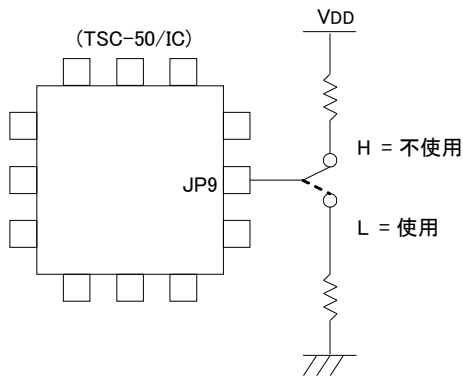 VDD
(TSC-50/IC)
H = 不使用
JP9
L = 使用